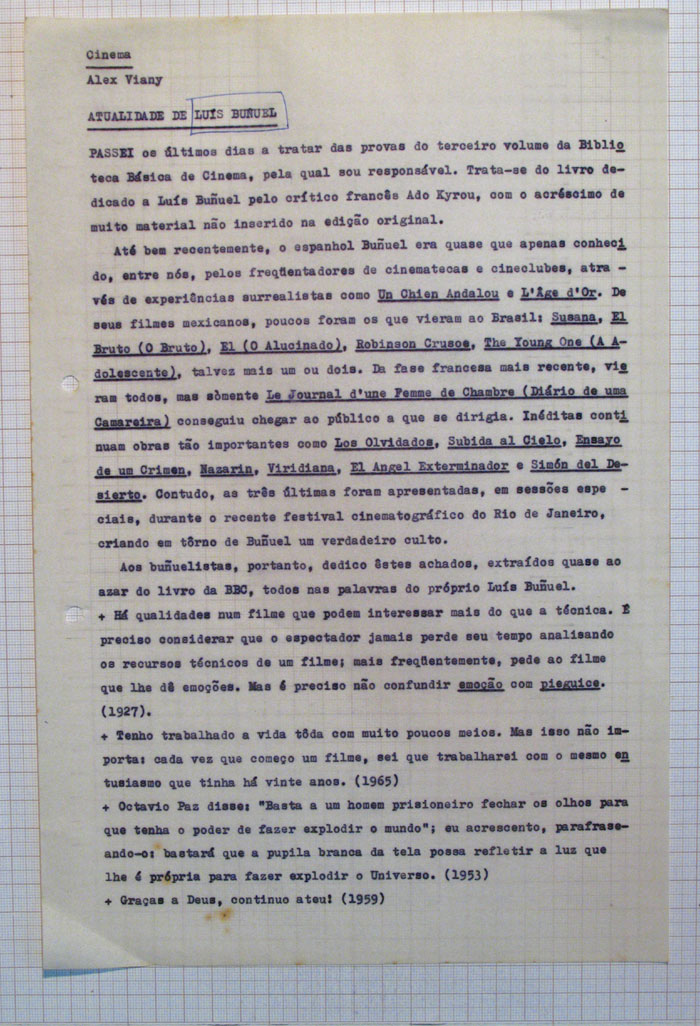 Cinema
Alex Viany
ATUALIDADE DE LUÍS BUÑUEL
PASSEI os últimos dias a tratar das provas do terceiro volume da Biblio
teca Básica de Cinema, pela qual sou responsável. Trata-se do livro de-
dicado a Luís Buñuel pelo crítico francês Ado Kyrou, com o acréscimo de
muito material não inserido na edição original.
Até bem recentemente, o espanhol Buñuel era quase que apenas conheci
do, entre nós, pelos freqüentadores de cinematecas e cineclubes, atra -
vés de experiências surrealistas como Un Chien Andalou e L'Âge d'Or. De
seus filmes mexicanos, poucos foram os que vieram ao Brasil: Susana, El
Bruto (O Bruto), El (O Alucinado), Robinson Crusoe, The Young One (A A-
dolescente), talvez mais um ou dois. Da fase francesa mais recente, vie
ram todos, mas sòmente Le Journal d'une Femme de Chambre (Diário de uma
Camareira) conseguiu chegar ao público a que se dirigia. Inéditas conti
nuam obras tão importantes como Los Olvidados, Subida al Cielo, Ensayo
de um Crimen, Nazarin, Viridiana, El Angel Exterminador e Simón del De-
sierto. Contudo, as três últimas foram apresentadas, em sessões espe -
ciais, durante o recente festival cinematográfico do Rio de Janeiro,
criando em tôrno de Buñuel um verdadeiro culto.
Aos buñuelistas, portanto, dedico êstes achados, extraídos quase ao
azar do livro da BBC, todos nas palavras do próprio Luís Buñuel.
+ Há qualidades num filme que podem interessar mais do que a técnica. É
preciso considerar que o espectador jamais perde seu tempo analisando
os recursos técnicos de um filme; mais freqüentemente, pede ao filme
que lhe dê emoções. Mas é preciso não confundir emoção com pieguice.
(1927).
+ Tenho trabalhado a vida tôda com muito poucos meios. Mas isso não im-
porta: cada vez que começo um filme, sei que trabalharei com o mesmo en
tusiasmo que tinha há vinte anos. (1965)
+ Octavio Paz disse: "Basta a um homem prisioneiro fechar os olhos para
que tenha o poder de fazer explodir o mundo"; eu acrescento, parafrase-
ando-o: bastará que a pupila branca da tela possa refletir a luz que
lhe é própria para fazer explodir o Universo. (1953)
+ Graças a Deus, continuo ateu! (1959)